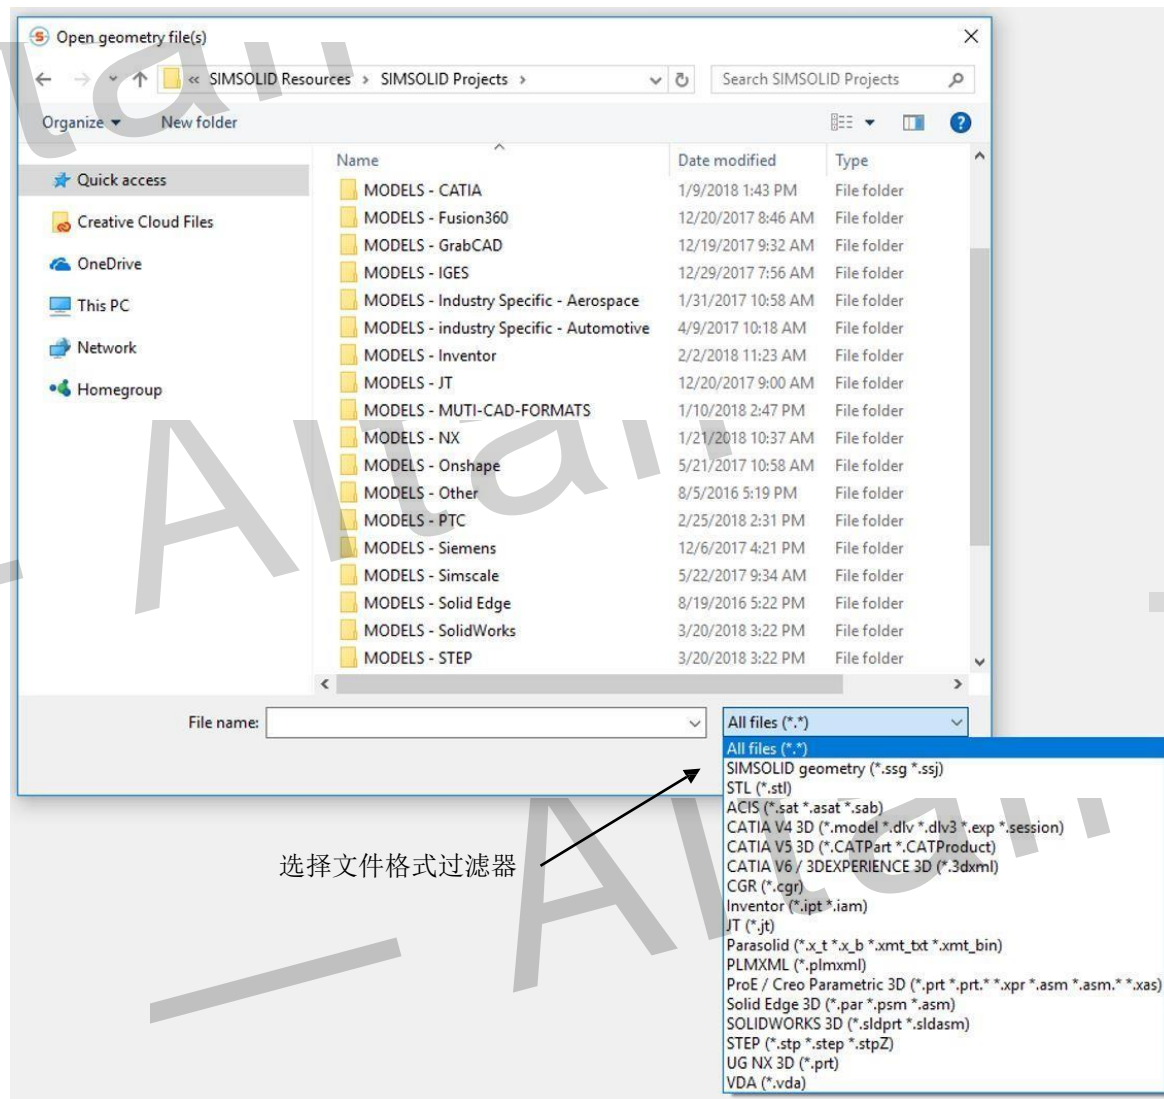 Open geometry file(s)
« SIMSOLID Resources > SIMSOLID Projects >
Search SIMSOLID Projects
Organize
New folder
Name Date modified Type
Quick access
Creative Cloud Files
OneDrive
This PC
Network
Homegroup
MODELS - CATIA 1/9/2018 1:43 PM File folder
MODELS - Fusion360 12/20/2017 8:46 AM File folder
MODELS - GrabCAD 12/19/2017 9:32 AM File folder
MODELS - IGES 12/29/2017 7:56 AM File folder
MODELS - Industry Specific - Aerospace 1/31/2017 10:58 AM File folder
MODELS - industry Specific - Automotive 4/9/2017 10:18 AM File folder
MODELS - Inventor 2/2/2018 11:23 AM File folder
MODELS - JT 12/20/2017 9:00 AM File folder
MODELS - MUTI-CAD-FORMATS 1/10/2018 2:47 PM File folder
MODELS - NX 1/21/2018 10:37 AM File folder
MODELS - Onshape 5/21/2017 10:58 AM File folder
MODELS - Other 8/5/2016 5:19 PM File folder
MODELS - PTC 2/25/2018 2:31 PM File folder
MODELS - Siemens 12/6/2017 4:21 PM File folder
MODELS - Simscale 5/22/2017 9:34 AM File folder
MODELS - Solid Edge 8/19/2016 5:22 PM File folder
MODELS - SolidWorks 3/20/2018 3:22 PM File folder
MODELS - STEP 3/20/2018 3:22 PM File folder
File name:
All files (*.*)
All files (*.*)
SIMSOLID geometry (*.ssg *.ssj)
STL (*.stl)
ACIS (*.sat *.asat *.sab)
CATIA V4 3D (*.model *.dlv *.dlv3 *.exp *.session)
CATIA V5 3D (*.CATPart *.CATProduct)
CATIA V6 / 3DEXPERIENCE 3D (*.3dxml)
CGR (*.cgr)
Inventor (*.ipt *.iam)
JT (*.jt)
Parasolid (*.x_t *.x_b *.xmt_txt *.xmt_bin)
PLMXML (*.plmxml)
ProE / Creo Parametric 3D (*.prt *.prt.* *.xpr *.asm *.asm.* *.xas)
Solid Edge 3D (*.par *.psm *.asm)
SOLIDWORKS 3D (*.sldprt *.sldasm)
STEP (*.stp *.step *.stpZ)
UG NX 3D (*.prt)
VDA (*.vda)
选择文件格式过滤器